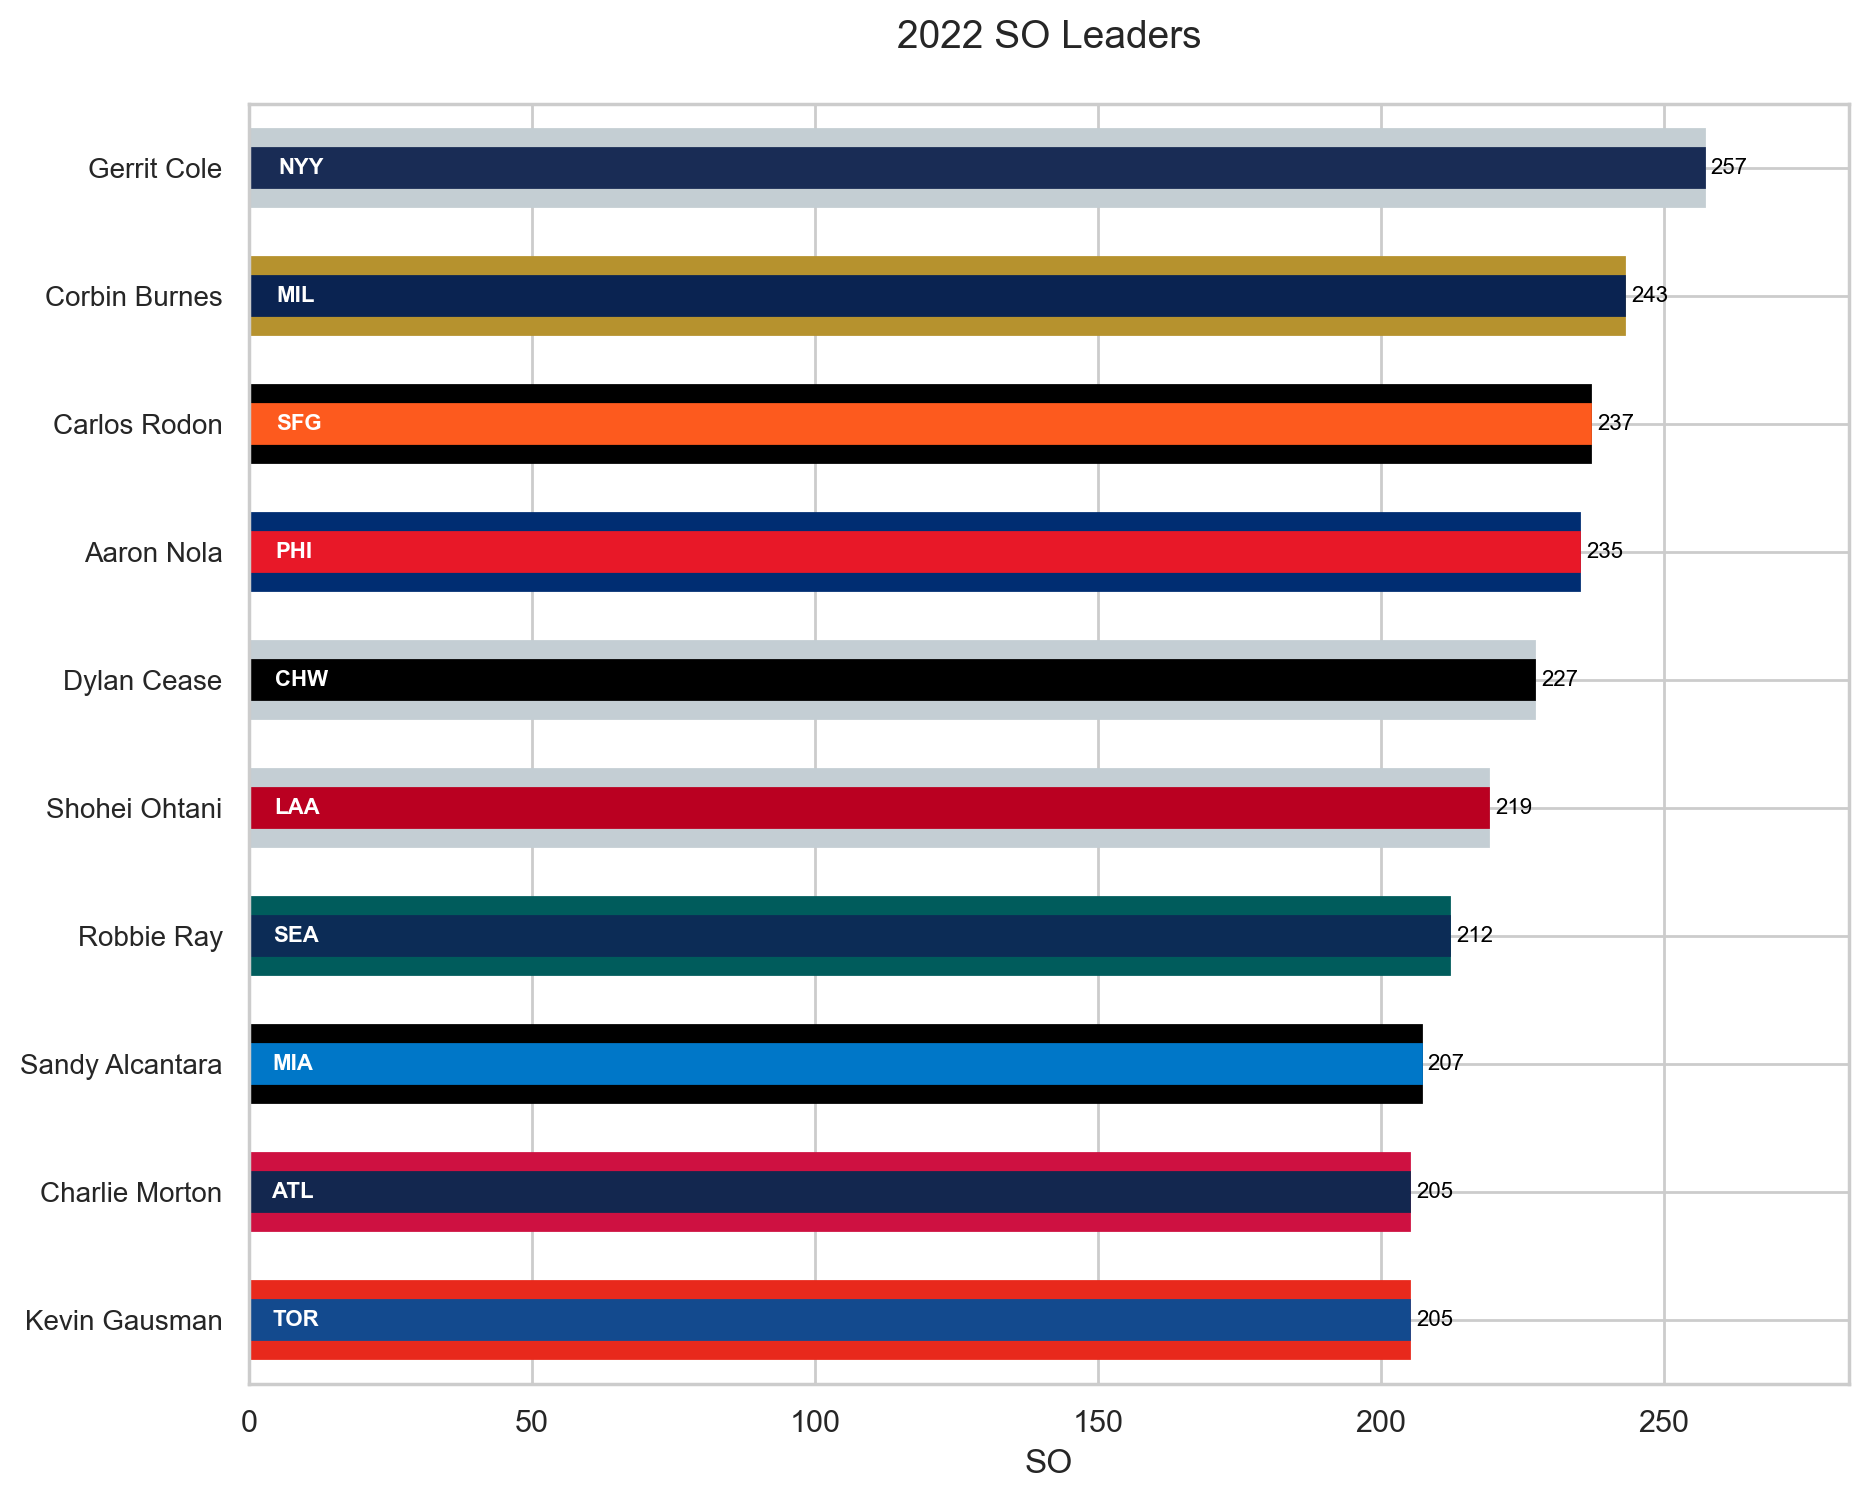 2022 SO Leaders
Gerrit Cole NYY 257
Corbin Burnes MIL 243
Carlos Rodon SFG 237
Aaron Nola PHI 235
Dylan Cease CHW 227
Shohei Ohtani LAA 219
Robbie Ray SEA 212
Sandy Alcantara MIA 207
Charlie Morton ATL 205
Kevin Gausman TOR 205
0 50 100 150 200 250
SO